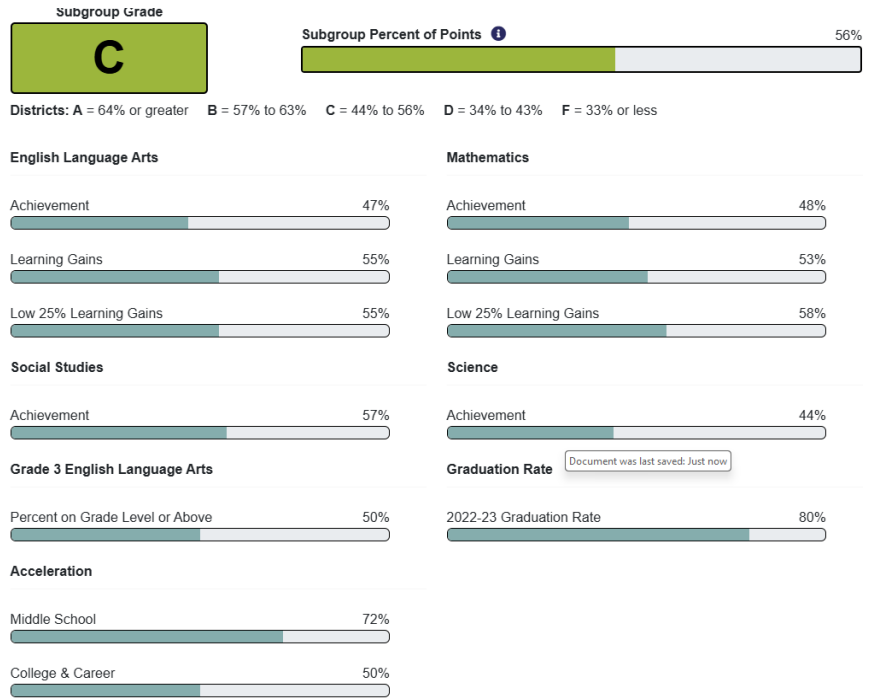 Subgroup Grade
C
Subgroup Percent of Points 56%
Districts: A = 64% or greater B = 57% to 63% C = 44% to 56% D = 34% to 43% F = 33% or less
English Language Arts
Achievement 47%
Learning Gains 55%
Low 25% Learning Gains 55%
Mathematics
Achievement 48%
Learning Gains 53%
Low 25% Learning Gains 58%
Social Studies
Achievement 57%
Science
Achievement 44%
Document was last saved: Just now
Grade 3 English Language Arts
Percent on Grade Level or Above 50%
Graduation Rate
2022-23 Graduation Rate 80%
Acceleration
Middle School 72%
College & Career 50%